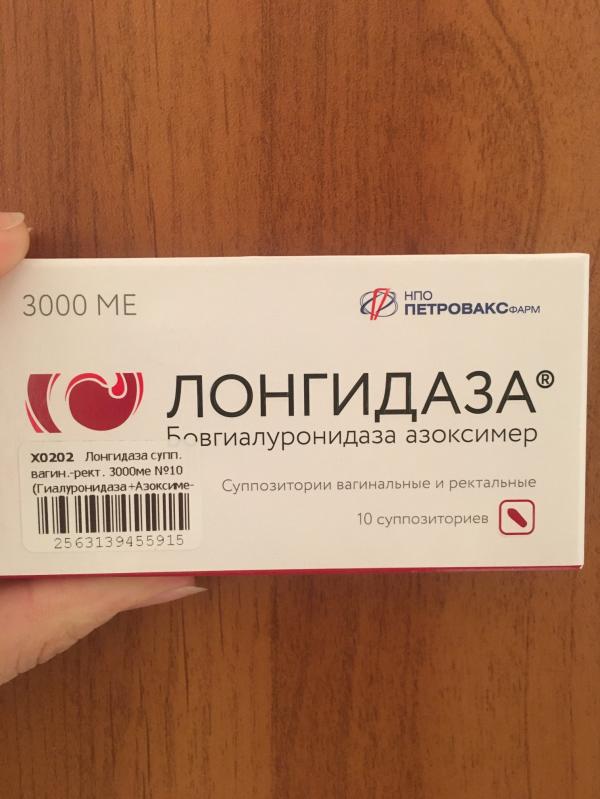 3000 МЕ
НПО
ПЕТРОВАКС ФАРМ
ЛОНГИДАЗА®
Бовгиалуронидаза азоксимер
Х0202 Лонгидаза супп.
вагин.-рект. 3000ме №10
(Гиалуронидаза+Азоксиме-
2563139455915
Суппозитории вагинальные и ректальные
10 суппозиториев